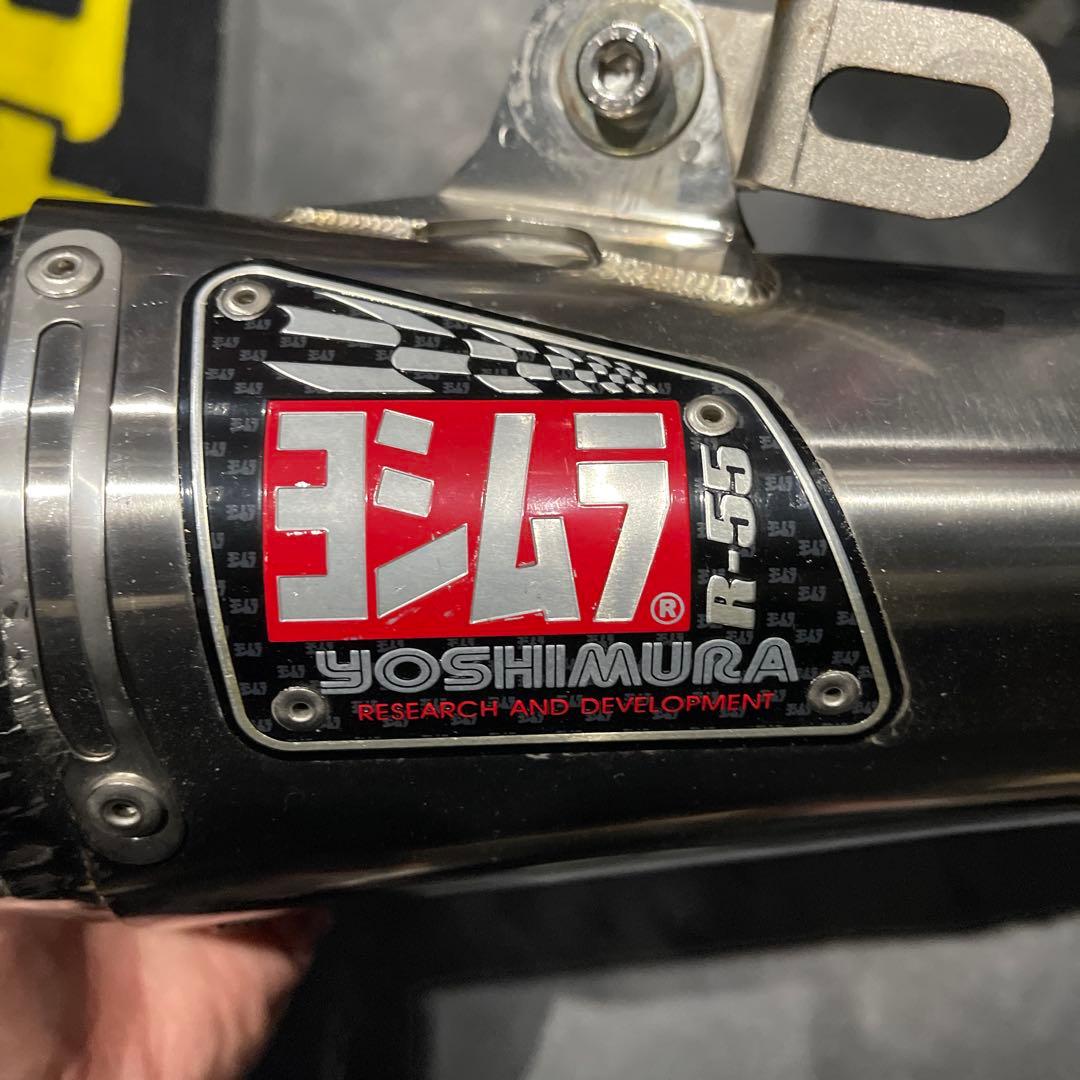 ヨシムラ®
R-55
YOSHIMURA
RESEARCH AND DEVELOPMENT